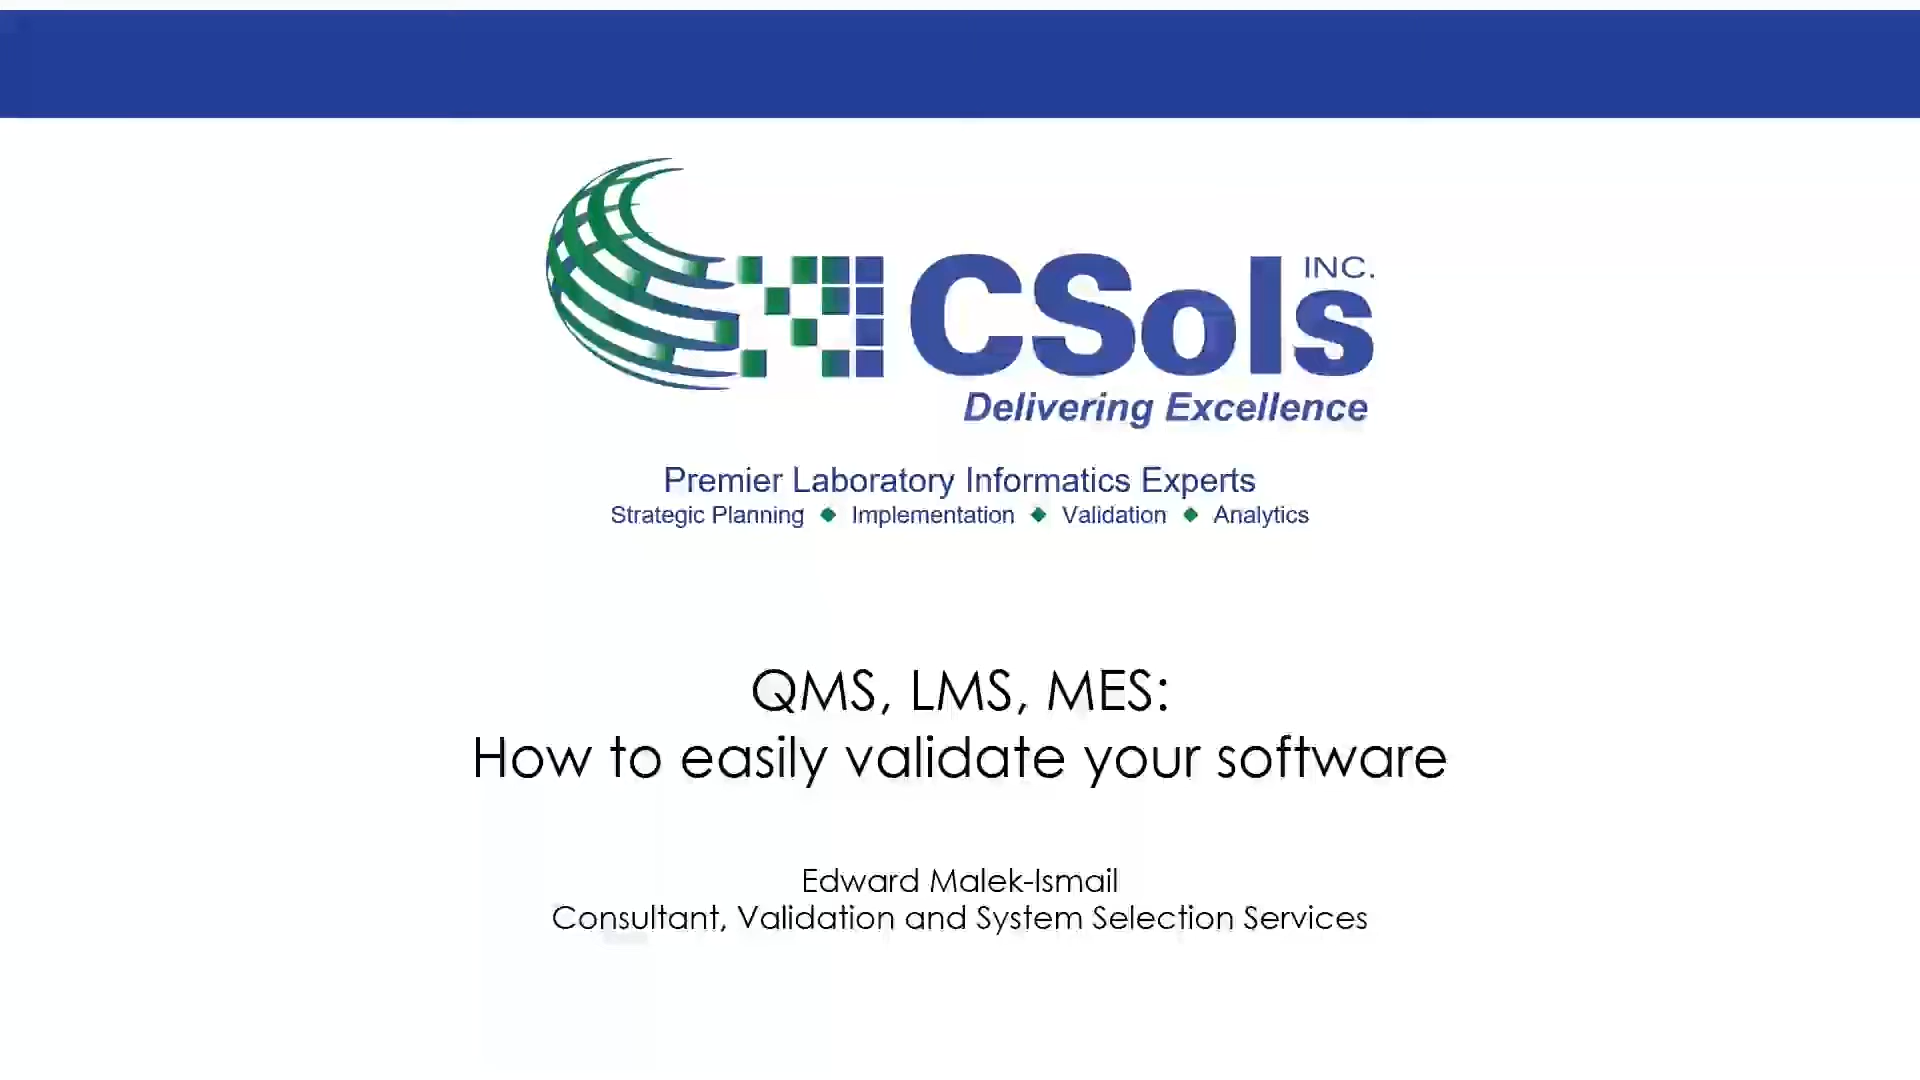 CSols INC.
Delivering Excellence
Premier Laboratory Informatics Experts
Strategic Planning ◆ Implementation ◆ Validation ◆ Analytics
QMS, LMS, MES:
How to easily validate your software
Edward Malek-Ismail
Consultant, Validation and System Selection Services